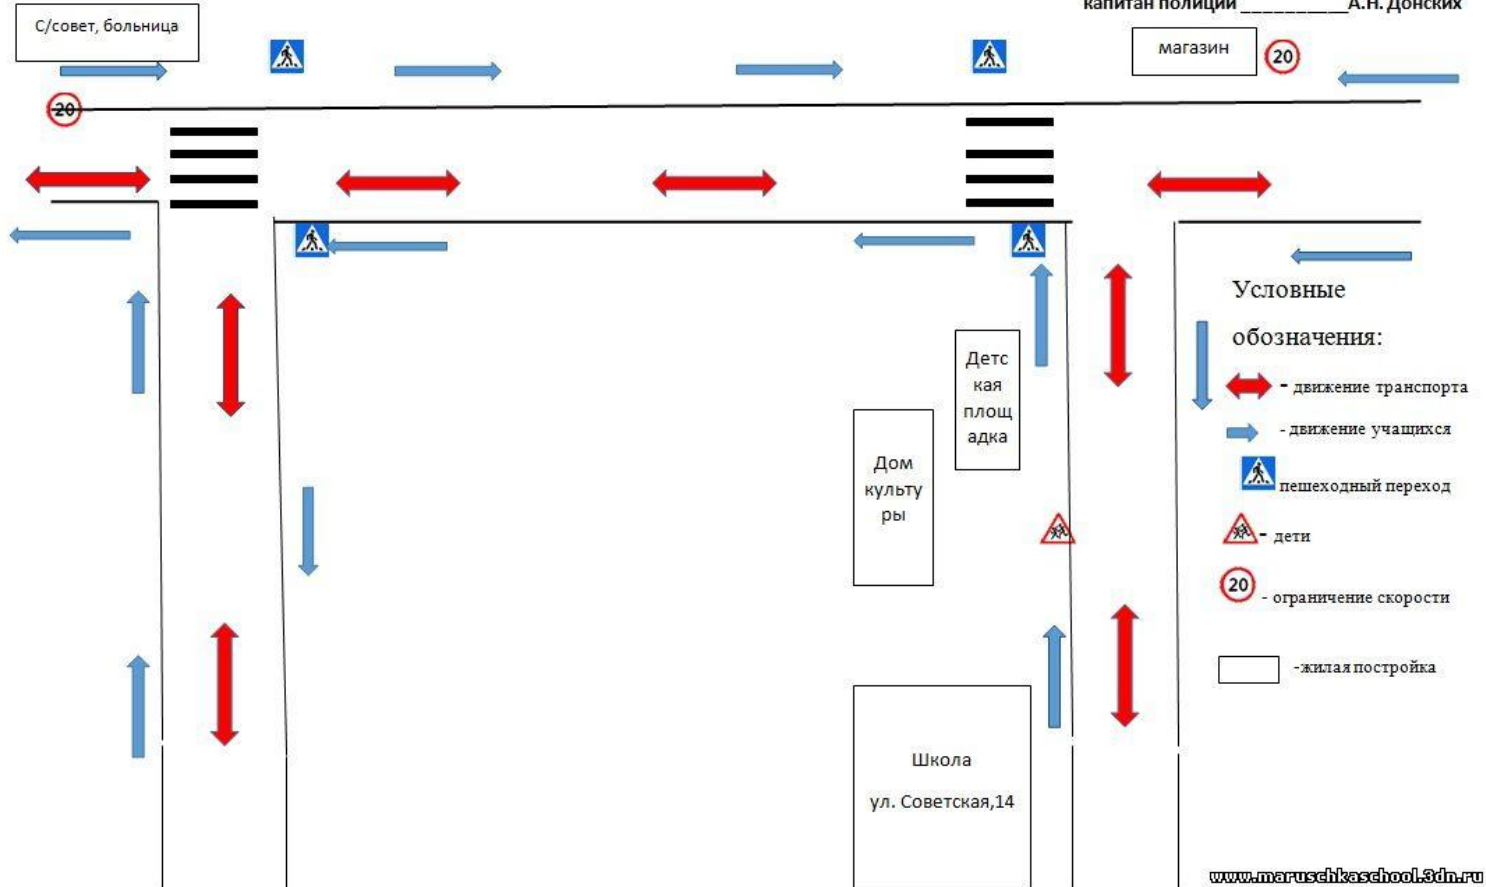 капитан полиции __________А.Н. Донских
С/совет, больница
магазин
20
20
Условные
обозначения:
- движение транспорта
- движение учащихся
пешеходный переход
- дети
20
- ограничение скорости
-жилая постройка
Детс
кая
площ
адка
Дом
культу
ры
Школа
ул. Советская,14
www.maruschkaschool.3dn.ru